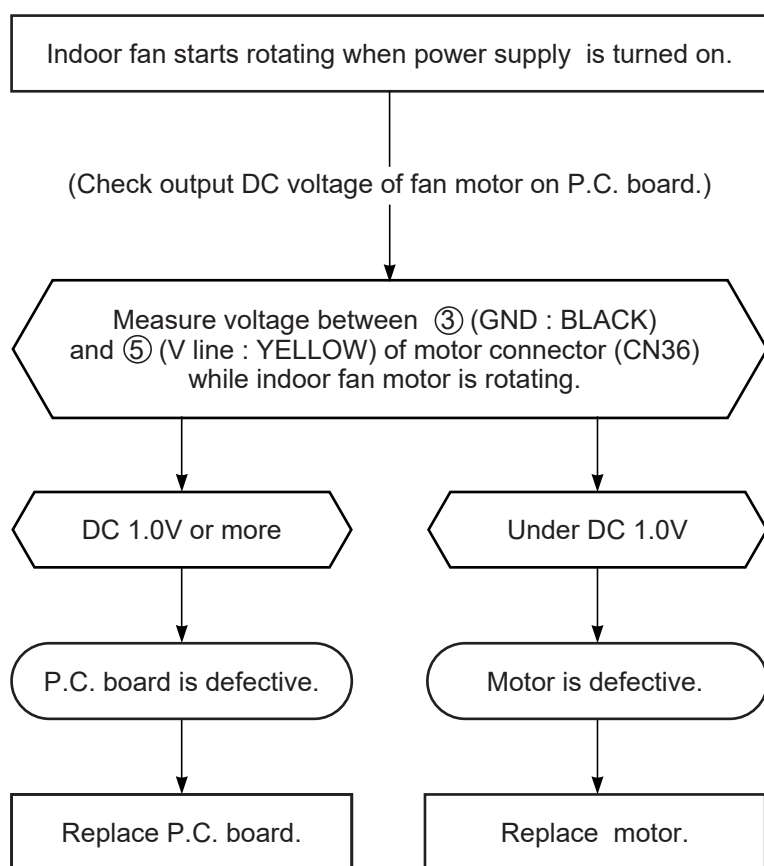 Indoor fan starts rotating when power supply is turned on.
(Check output DC voltage of fan motor on P.C. board.)
Measure voltage between ③ (GND : BLACK)
and ⑤ (V line : YELLOW) of motor connector (CN36)
while indoor fan motor is rotating.
DC 1.0V or more
Under DC 1.0V
P.C. board is defective.
Motor is defective.
Replace P.C. board.
Replace motor.